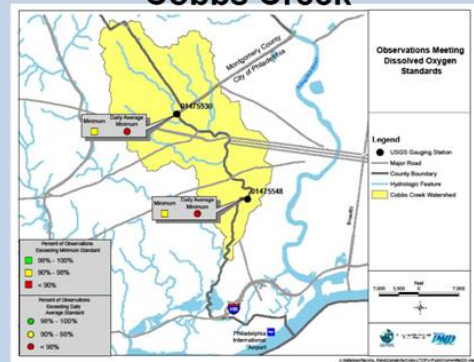 Cobbs Creek
Observations Meeting
Dissolved Oxygen
Standards
Montgomery County
City of Philadelphia
01475530
Minimum
Daily Average
Minimum
01475548
Minimum
Daily Average
Minimum
Legend
USGS Gauging Station
Major Road
County Boundary
Hydrologic Feature
Cobbs Creek Watershed
Percent of Observations
Exceeding Minimum Standard
98% - 100%
90% - 98%
< 90%
Percent of Observations
Exceeding Daily
Average Standard
98% - 100%
90% - 98%
< 90%
Philadelphia
International
Airport
Feet